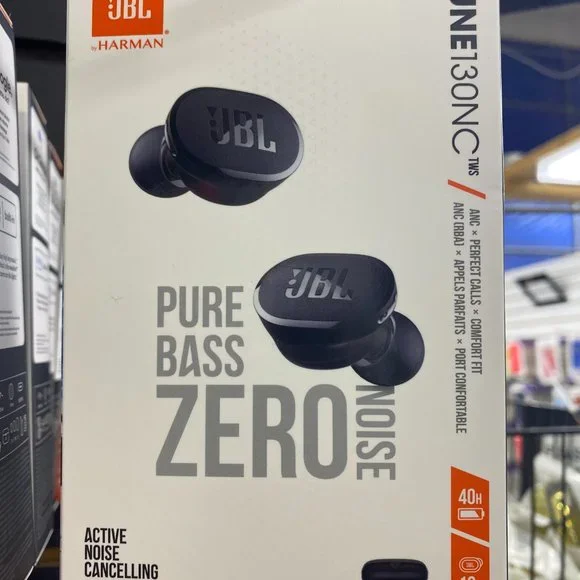 JBL
by HARMAN
JBL
JBL
PURE
BASS
ZERO
NOISE
ACTIVE
NOISE
CANCELLING
UNE130NC TWS
ANC × PERFECT CALLS × COMFORT FIT
ANC (RBA) × APPELS PARFAITS × PORT CONFORTABLE
40H